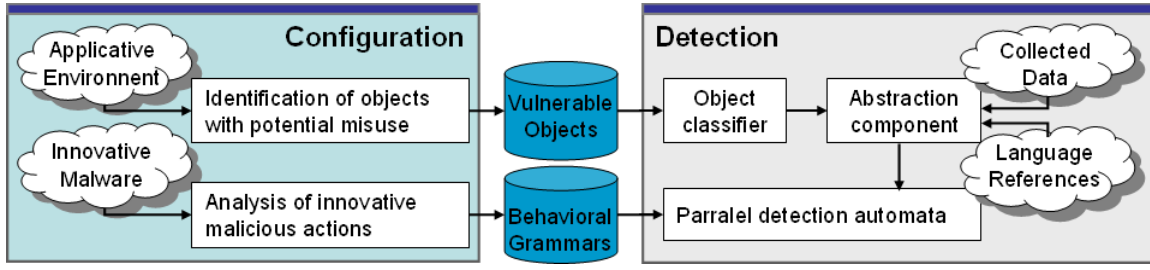 Configuration
Applicative
Environnent
Identification of objects
with potential misuse
Innovative
Malware
Analysis of innovative
malicious actions
Vulnerable
Objects
Behavioral
Grammars
Detection
Object
classifier
Abstraction
component
Collected
Data
Language
References
Parralel detection automata